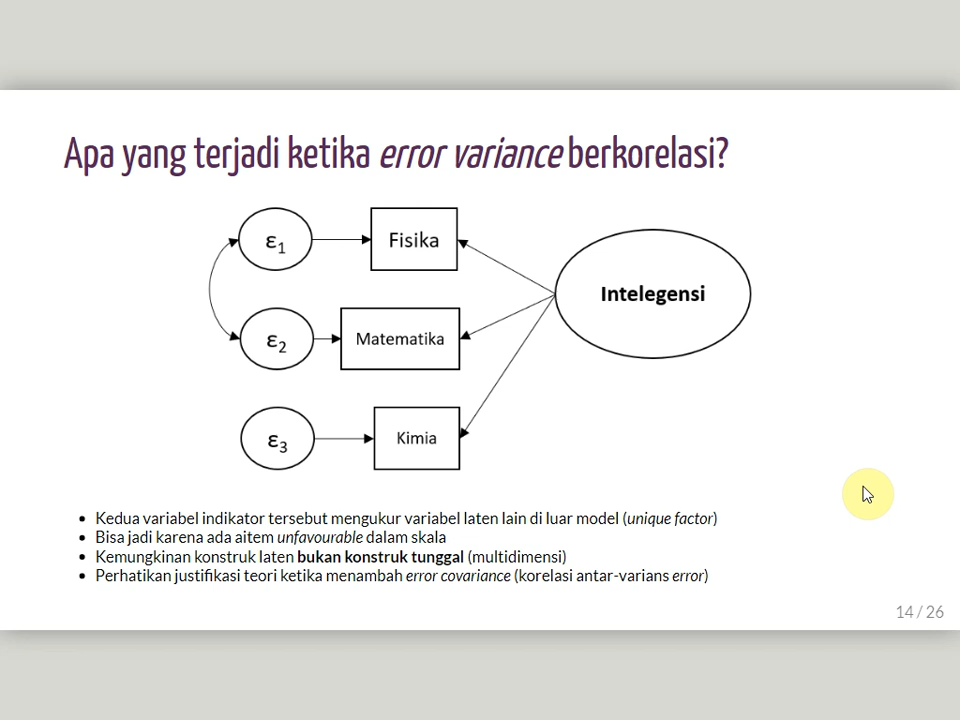 Apa yang terjadi ketika error variance berkorelasi?
ε1
Fisika
Intelegensi
ε2
Matematika
ε3
Kimia
Kedua variabel indikator tersebut mengukur variabel laten lain di luar model (unique factor)
Bisa jadi karena ada aitem unfavourable dalam skala
Kemungkinan konstruk laten bukan konstruk tunggal (multidimensi)
Perhatikan justifikasi teori ketika menambah error covariance (korelasi antar-varians error)
14 / 26